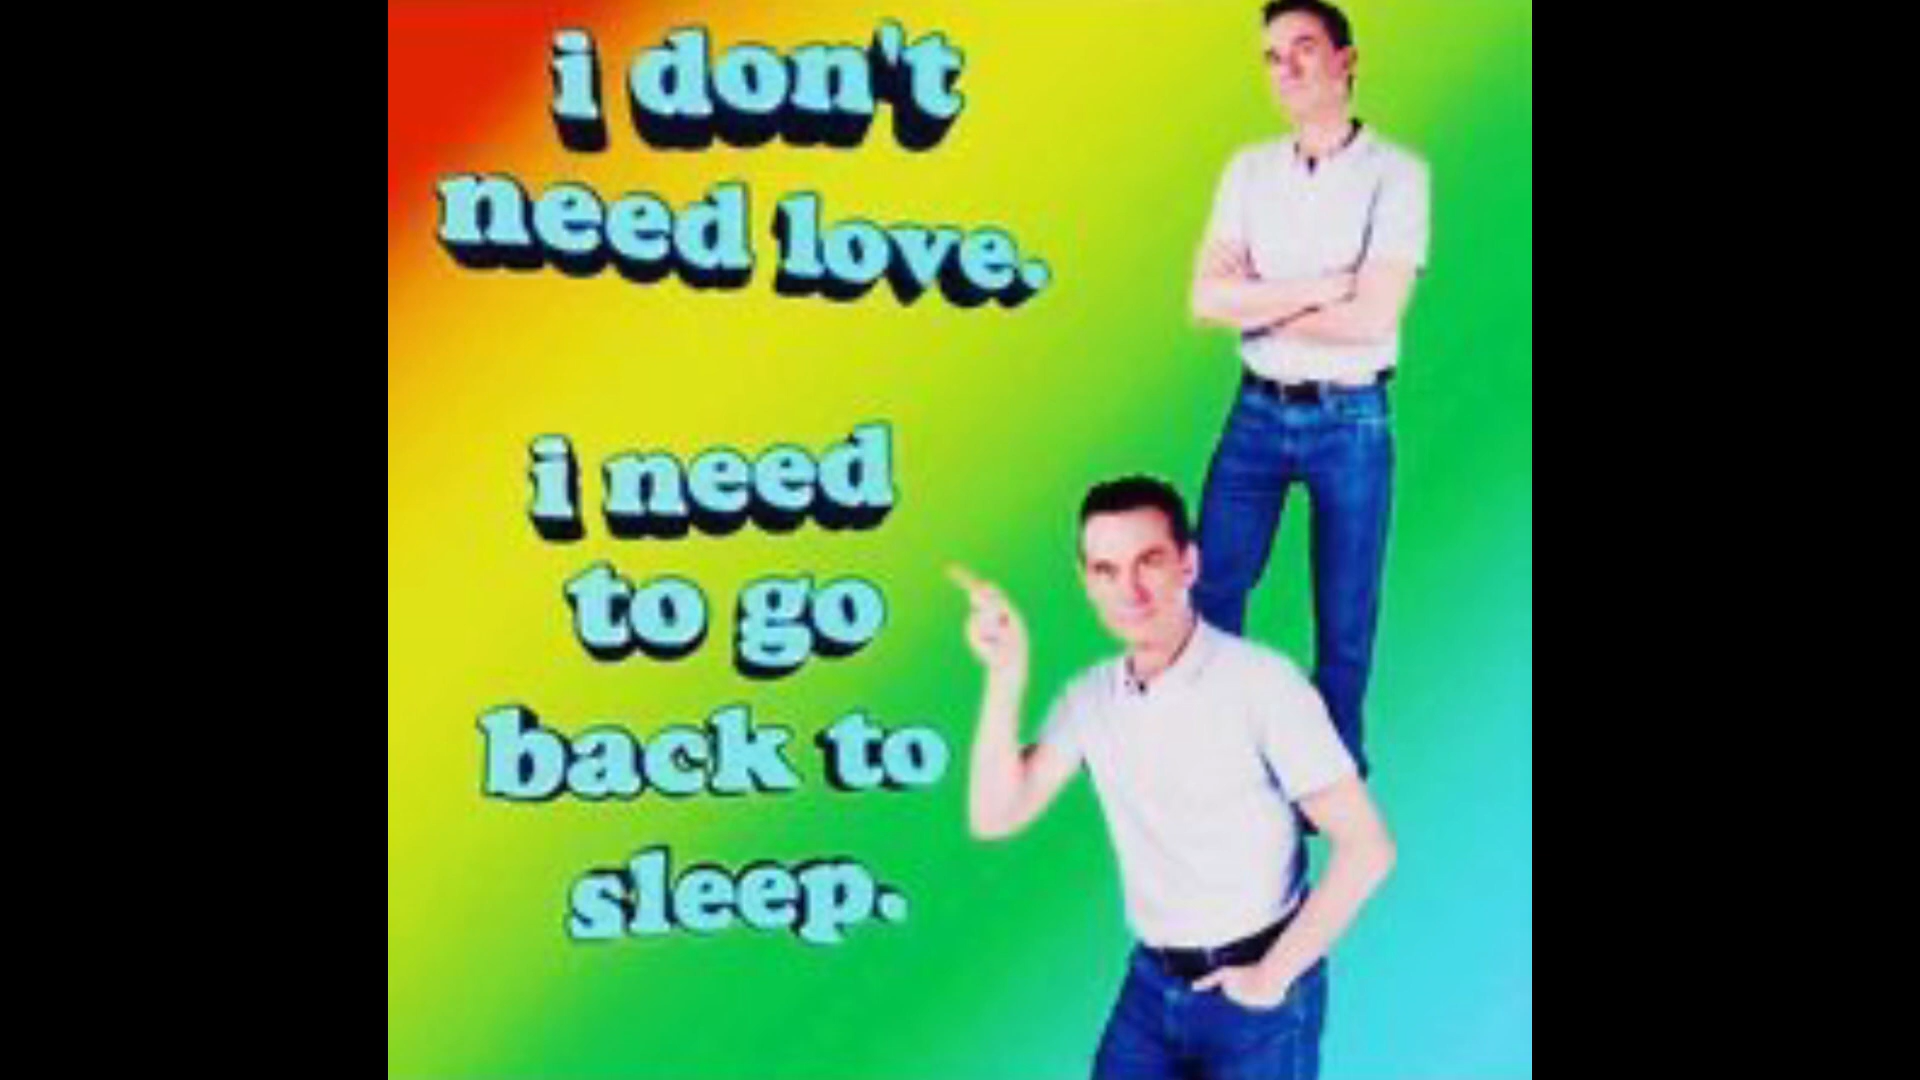 i don't
need love.
i need
to go
back to
sleep.